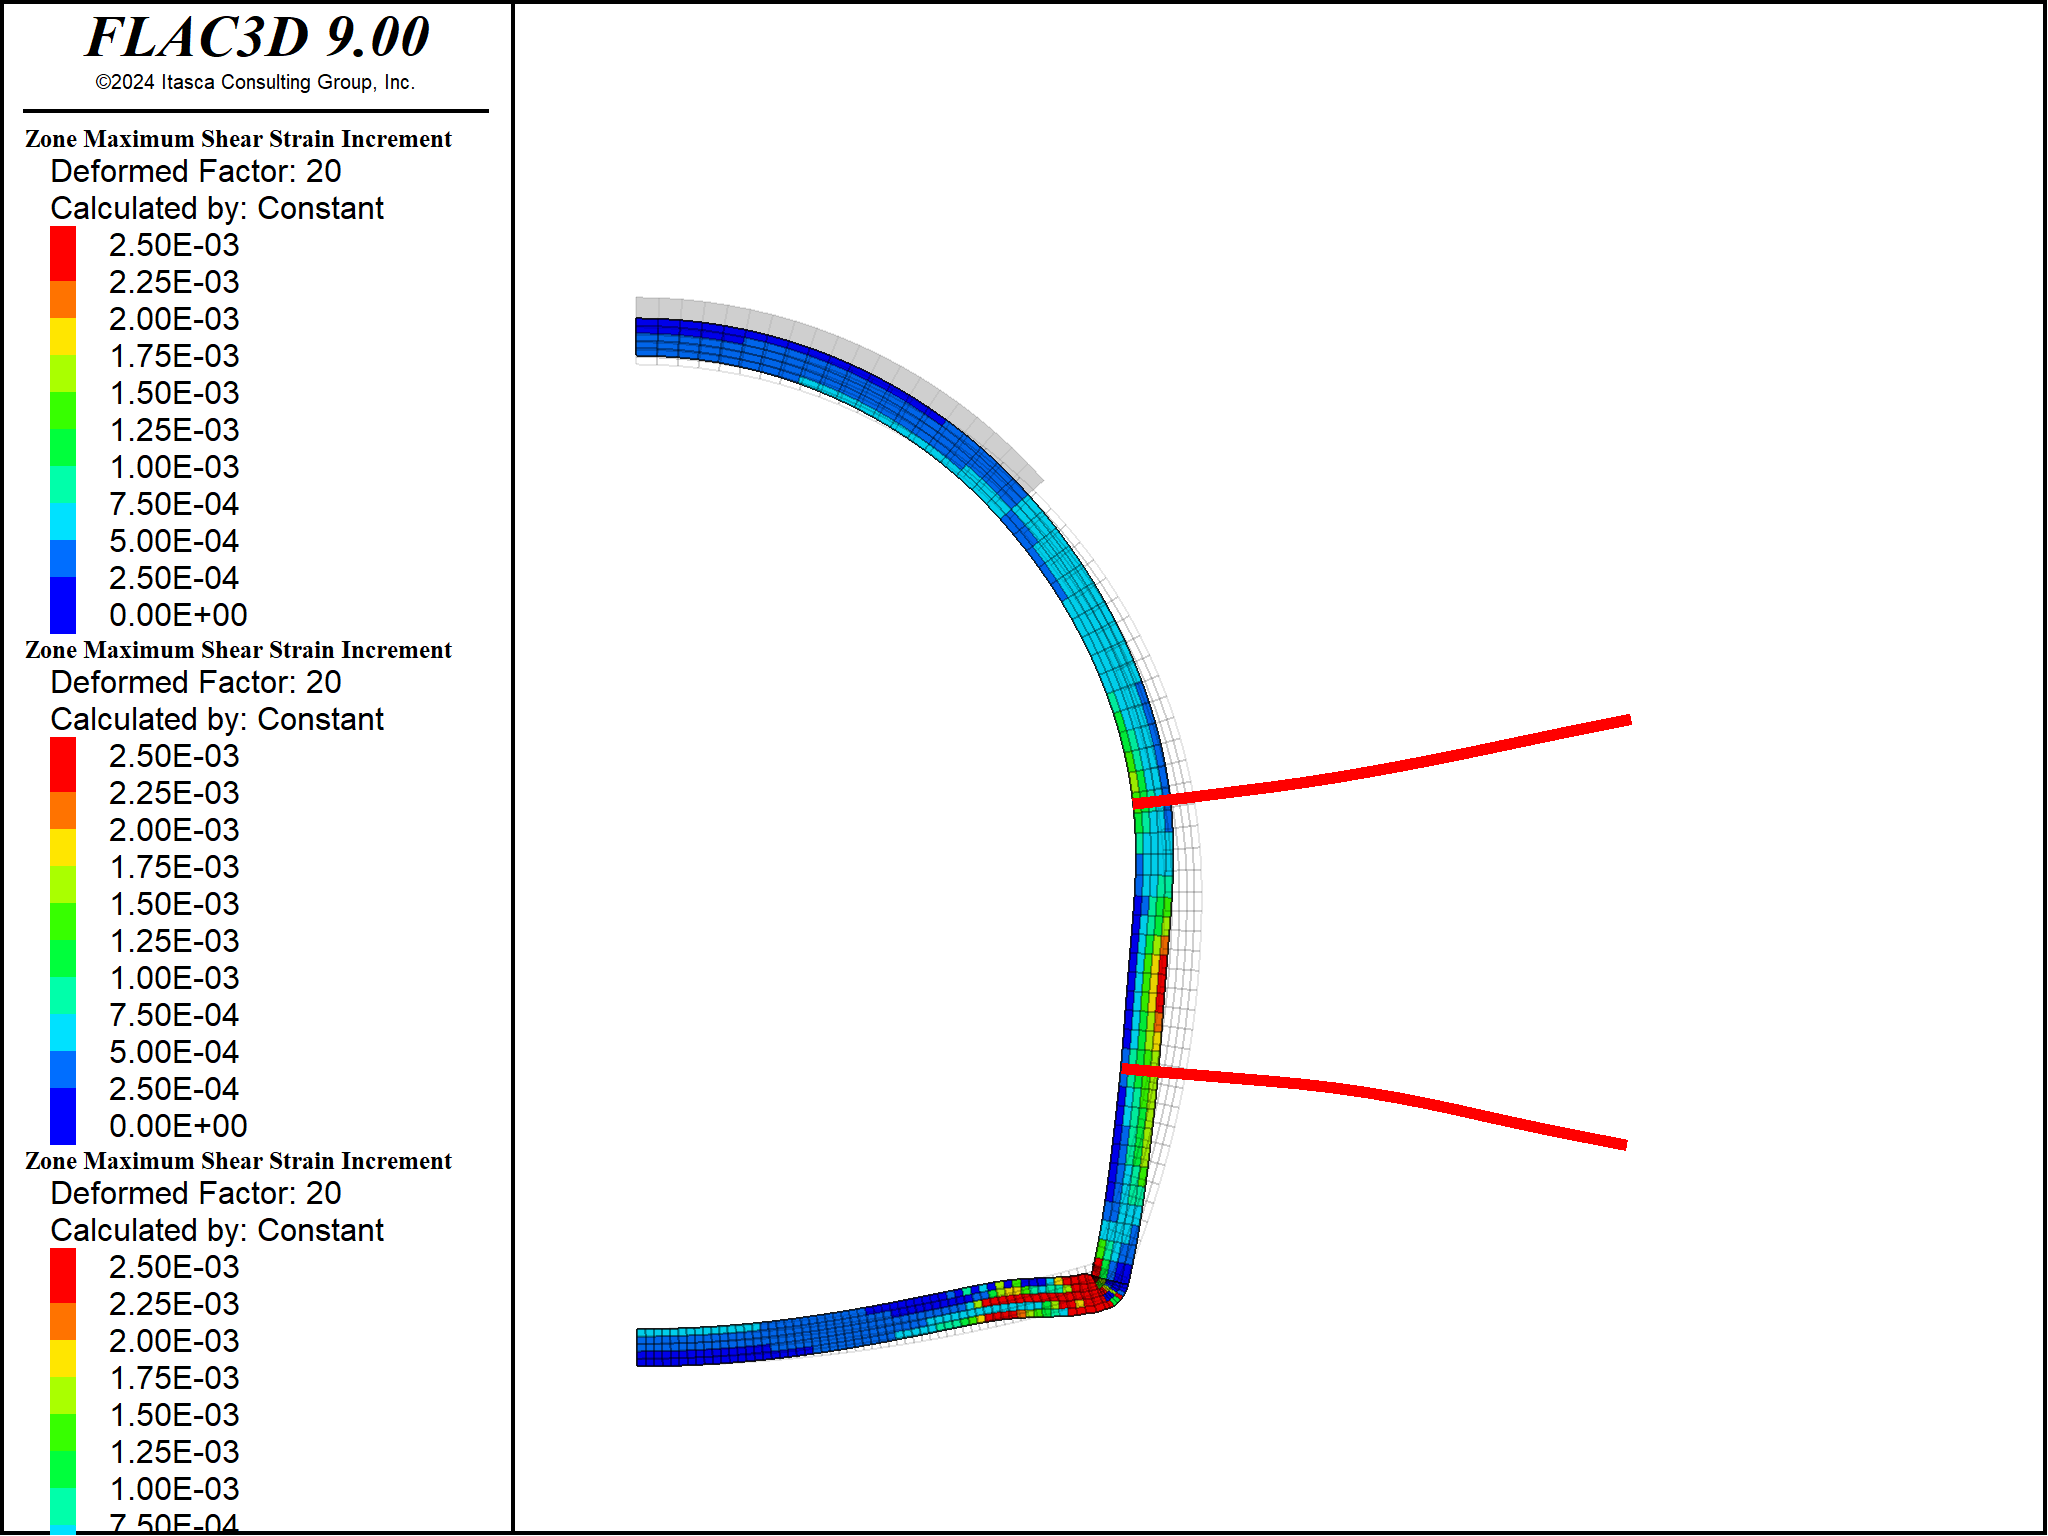 FLAC3D 9.00
©2024 Itasca Consulting Group, Inc.
Zone Maximum Shear Strain Increment
Deformed Factor: 20
Calculated by: Constant
2.50E-03
2.25E-03
2.00E-03
1.75E-03
1.50E-03
1.25E-03
1.00E-03
7.50E-04
5.00E-04
2.50E-04
0.00E+00
Zone Maximum Shear Strain Increment
Deformed Factor: 20
Calculated by: Constant
2.50E-03
2.25E-03
2.00E-03
1.75E-03
1.50E-03
1.25E-03
1.00E-03
7.50E-04
5.00E-04
2.50E-04
0.00E+00
Zone Maximum Shear Strain Increment
Deformed Factor: 20
Calculated by: Constant
2.50E-03
2.25E-03
2.00E-03
1.75E-03
1.50E-03
1.25E-03
1.00E-03
7.50E-04